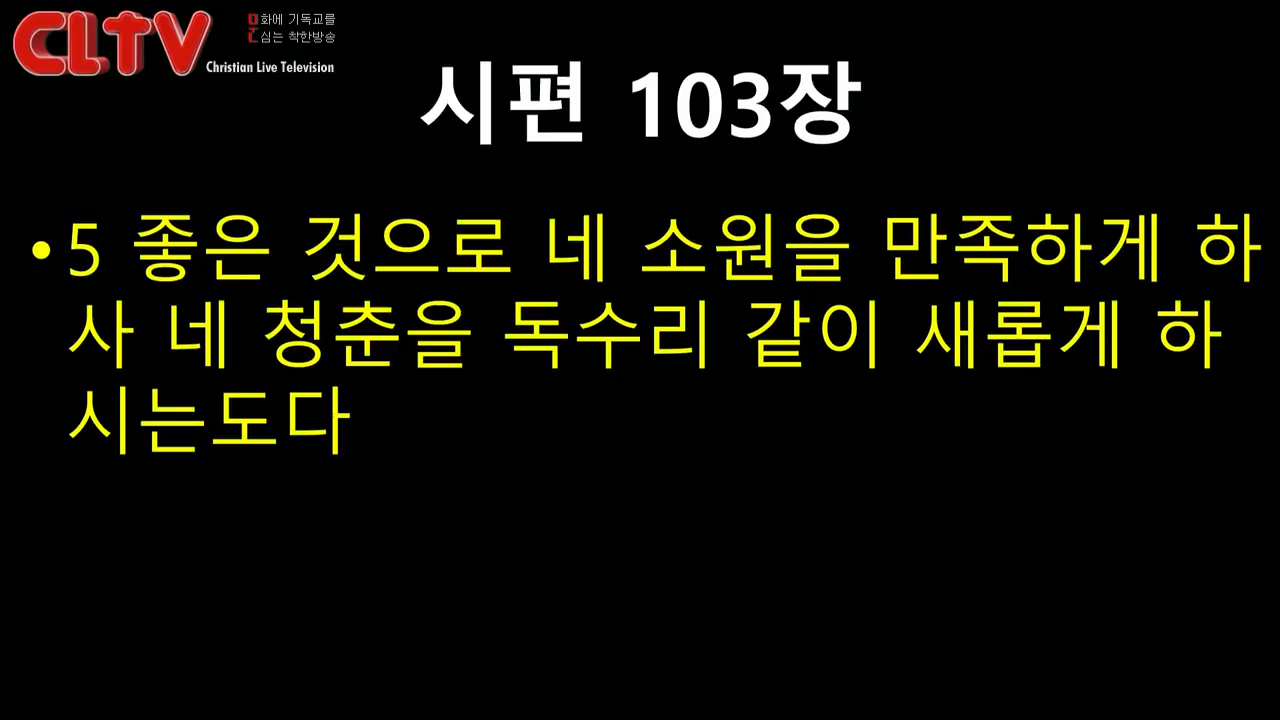 CLTV
문화에 기독교를
심는 착한방송
Christian Live Television
시편 103장
•5 좋은 것으로 네 소원을 만족하게 하
사 네 청춘을 독수리 같이 새롭게 하
시는도다